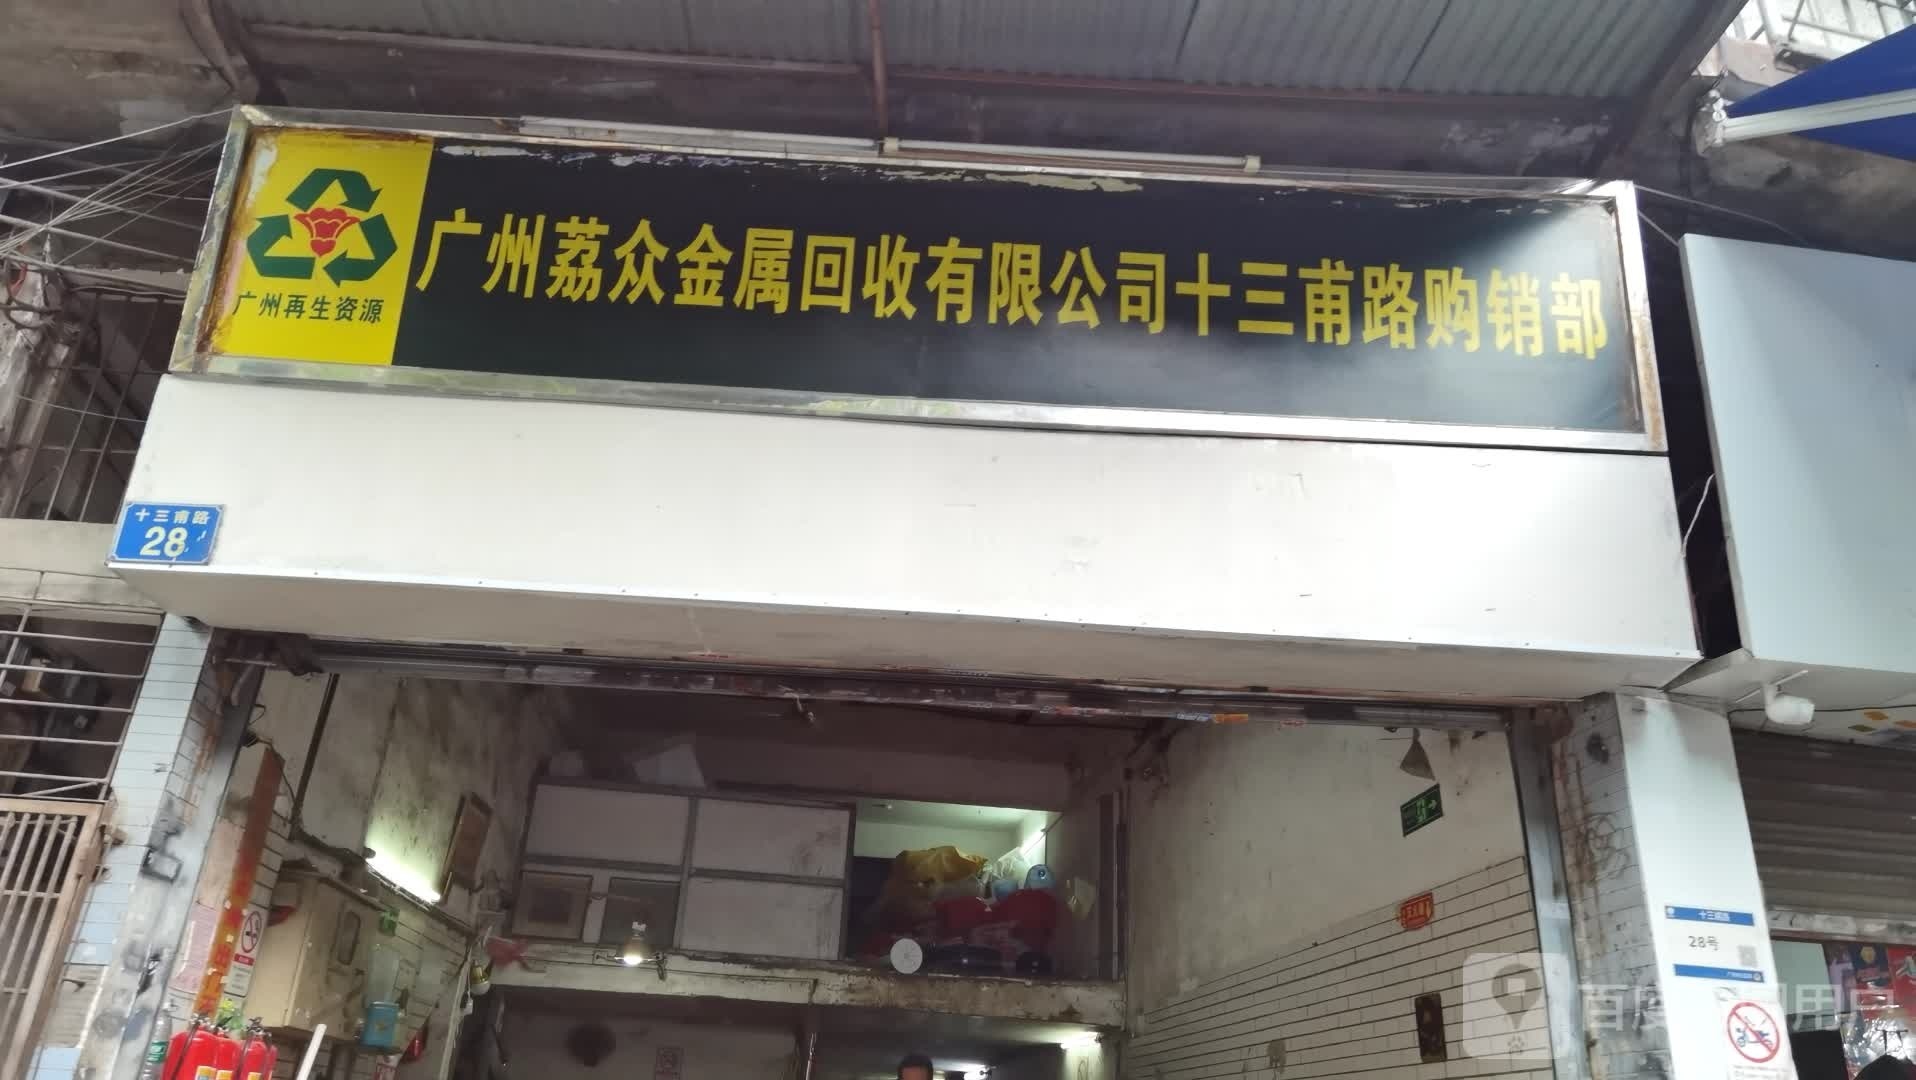 广州荔众金属回收有限公司十三甫路购销部
广州再生资源
十三甫路
28
十三甫路
28号